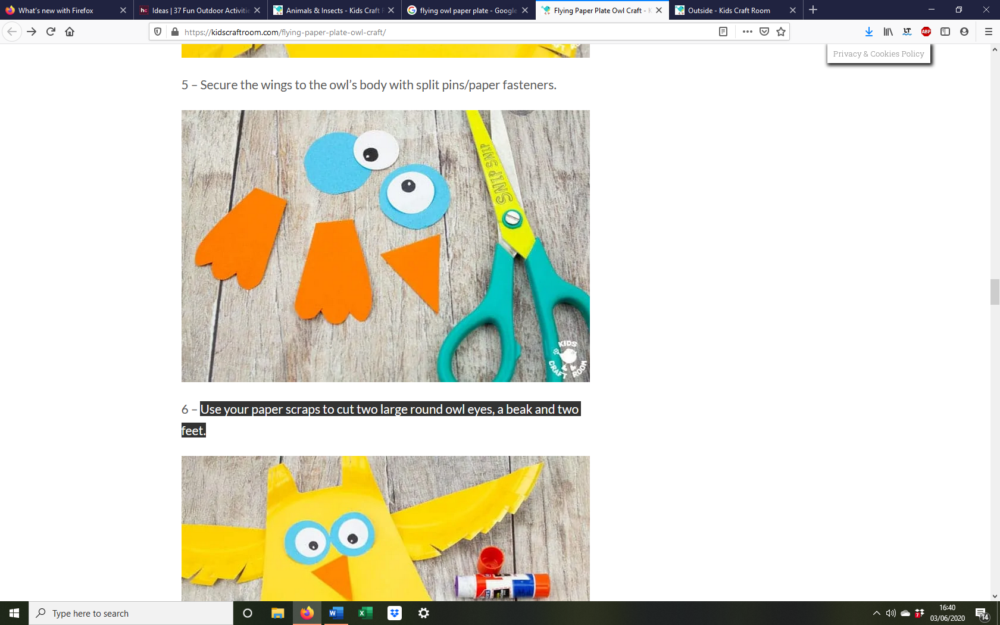 What's new with Firefox
hc Ideas | 37 Fun Outdoor Activitie
Animals & Insects - Kids Craft R
flying owl paper plate - Google
Flying Paper Plate Owl Craft - K
Outside - Kids Craft Room
https://kidscraftroom.com/flying-paper-plate-owl-craft/
ABP
Privacy & Cookies Policy
5 – Secure the wings to the owl's body with split pins/paper fasteners.
SNIP SNIP
KIDS
CRAFT ROOM
6 – Use your paper scraps to cut two large round owl eyes, a beak and two
feet.
Type here to search
16:40
03/06/2020
14